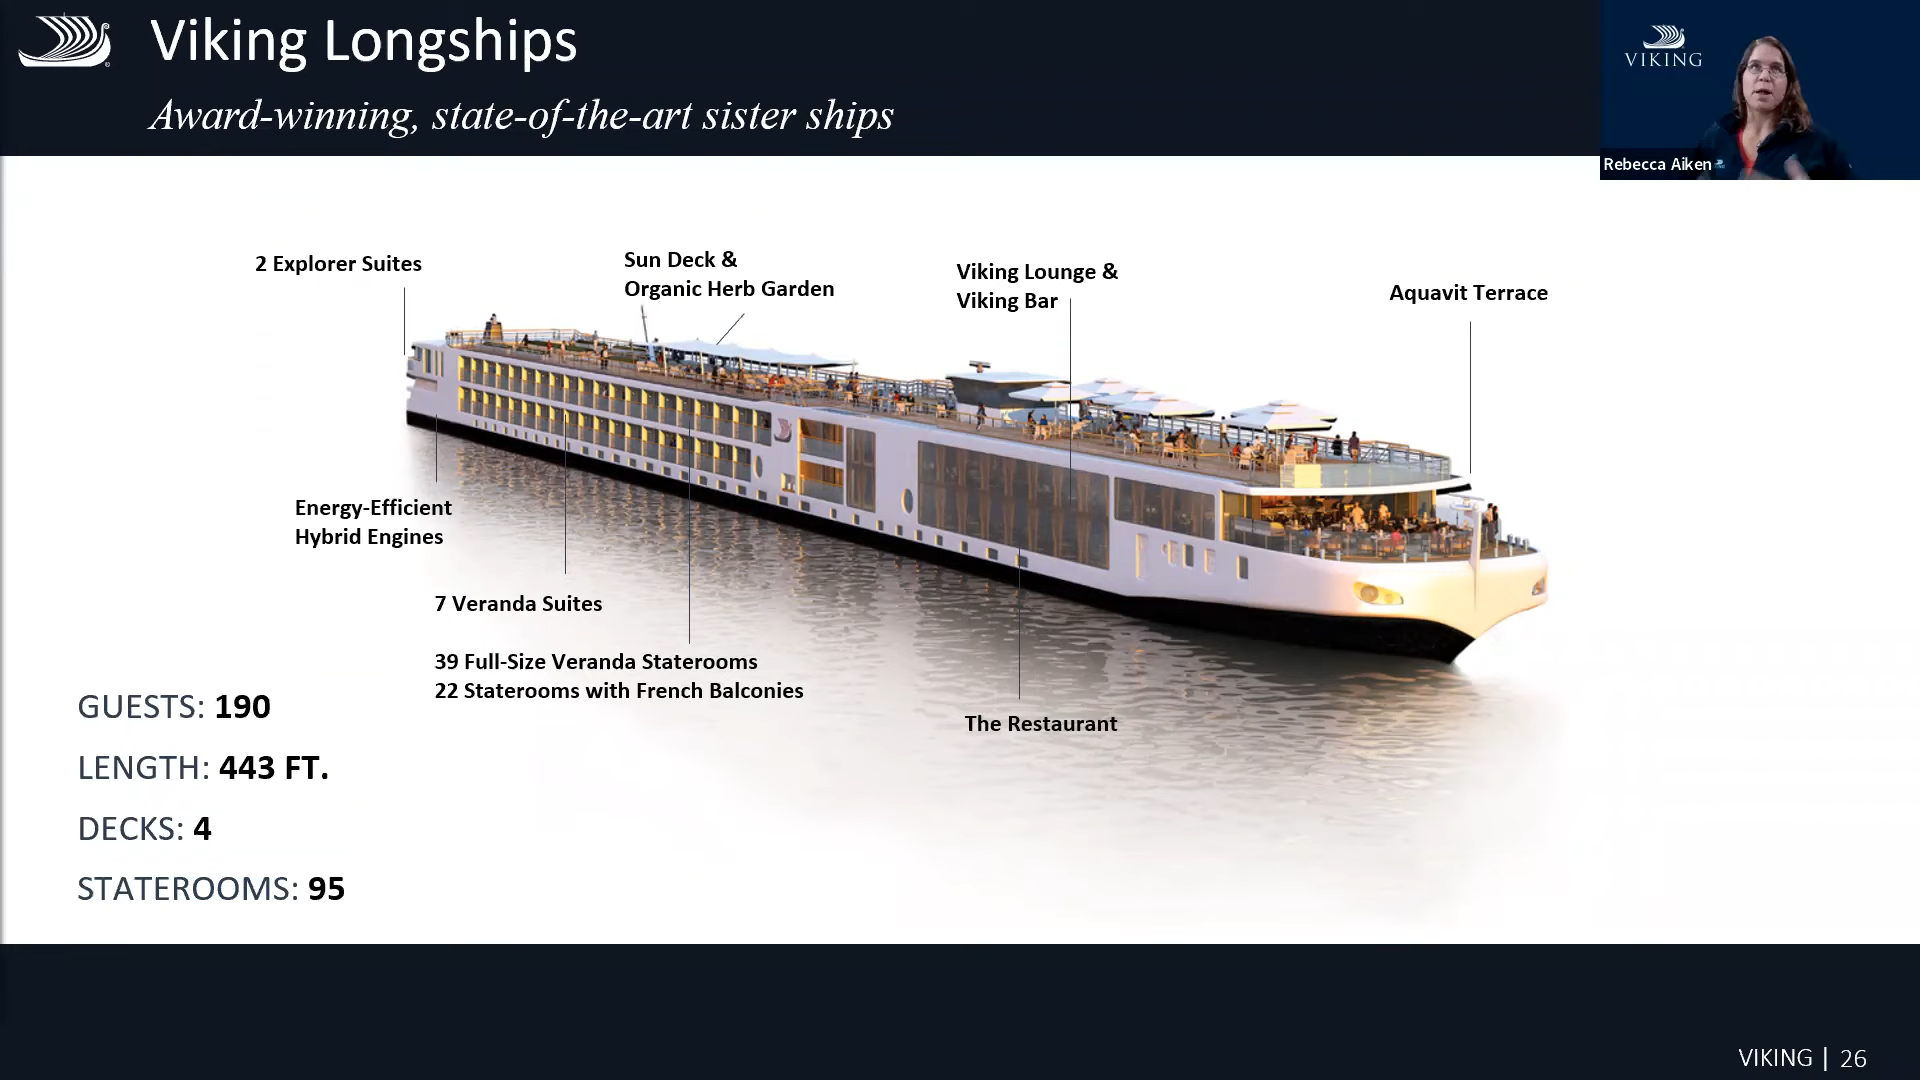 Viking Longships
Award-winning, state-of-the-art sister ships
VIKING
Rebecca Aiken
2 Explorer Suites
Sun Deck &
Organic Herb Garden
Viking Lounge &
Viking Bar
Aquavit Terrace
Energy-Efficient
Hybrid Engines
7 Veranda Suites
39 Full-Size Veranda Staterooms
22 Staterooms with French Balconies
The Restaurant
GUESTS: 190
LENGTH: 443 FT.
DECKS: 4
STATEROOMS: 95
VIKING | 26